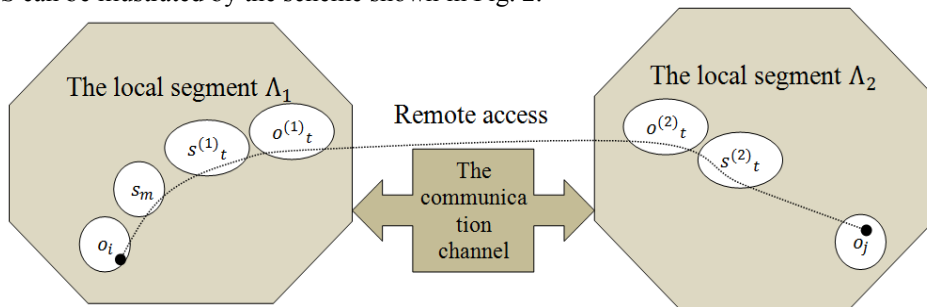 S can be illustrated by the scheme shown in Fig. 2.
The local segment Λ₁
The local segment Λ₂
Remote access
o⁽¹⁾ₜ
s⁽¹⁾ₜ
sₘ
oᵢ
The
communica
tion
channel
o⁽²⁾ₜ
s⁽²⁾ₜ
oⱼ